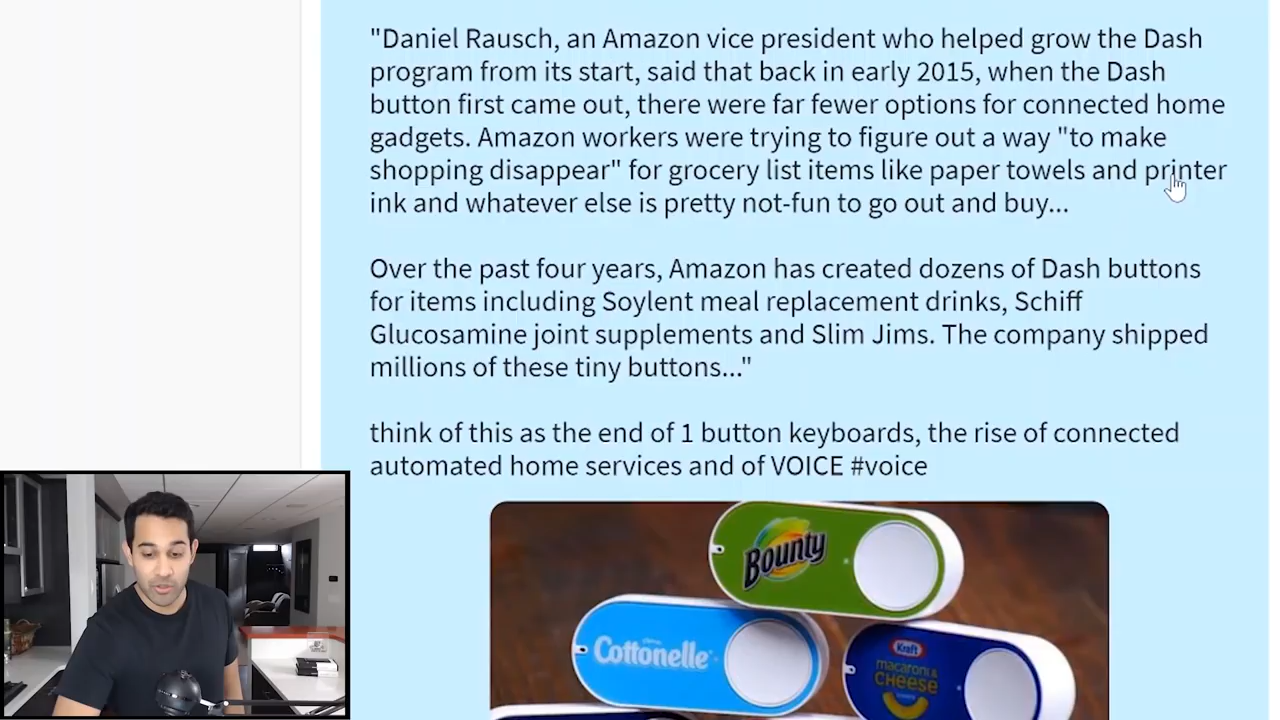 "Daniel Rausch, an Amazon vice president who helped grow the Dash
program from its start, said that back in early 2015, when the Dash
button first came out, there were far fewer options for connected home
gadgets. Amazon workers were trying to figure out a way "to make
shopping disappear" for grocery list items like paper towels and printer
ink and whatever else is pretty not-fun to go out and buy...
Over the past four years, Amazon has created dozens of Dash buttons
for items including Soylent meal replacement drinks, Schiff
Glucosamine joint supplements and Slim Jims. The company shipped
millions of these tiny buttons..."
think of this as the end of 1 button keyboards, the rise of connected
automated home services and of VOICE #voice
Bounty
Cottonelle
Kraft
macaroni &
CHEESE